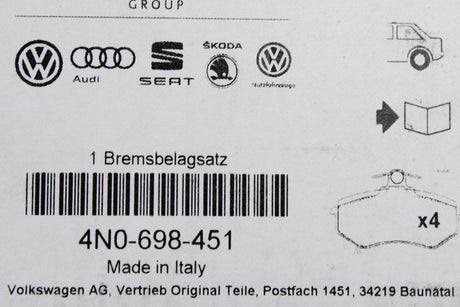 GROUP
Audi
SEAT
ŠKODA
Nutzfahrzeuge
1 Bremsbelagsatz
x4
4N0-698-451
Made in Italy
Volkswagen AG, Vertrieb Original Teile, Postfach 1451, 34219 Baunatal